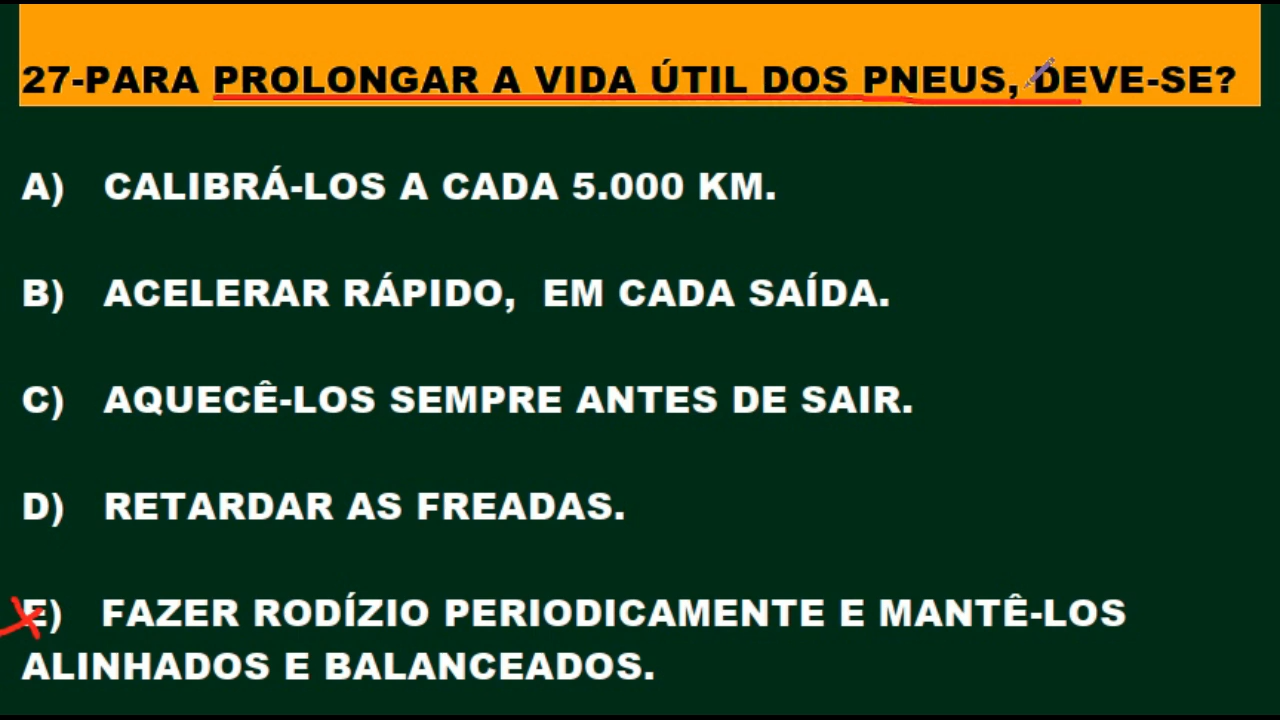 27-PARA PROLONGAR A VIDA ÚTIL DOS PNEUS, DEVE-SE?
A) CALIBRÁ-LOS A CADA 5.000 KM.
B) ACELERAR RÁPIDO, EM CADA SAÍDA.
C) AQUECÊ-LOS SEMPRE ANTES DE SAIR.
D) RETARDAR AS FREADAS.
E) FAZER RODÍZIO PERIODICAMENTE E MANTÊ-LOS
ALINHADOS E BALANCEADOS.